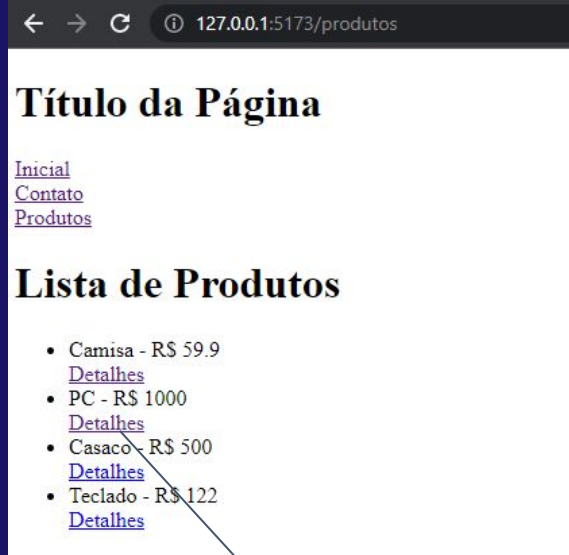 127.0.0.1:5173/produtos
Título da Página
Inicial
Contato
Produtos
Lista de Produtos
Camisa - R$ 59.9
Detalhes
PC - R$ 1000
Detalhes
Casaco - R$ 500
Detalhes
Teclado - R$ 122
Detalhes